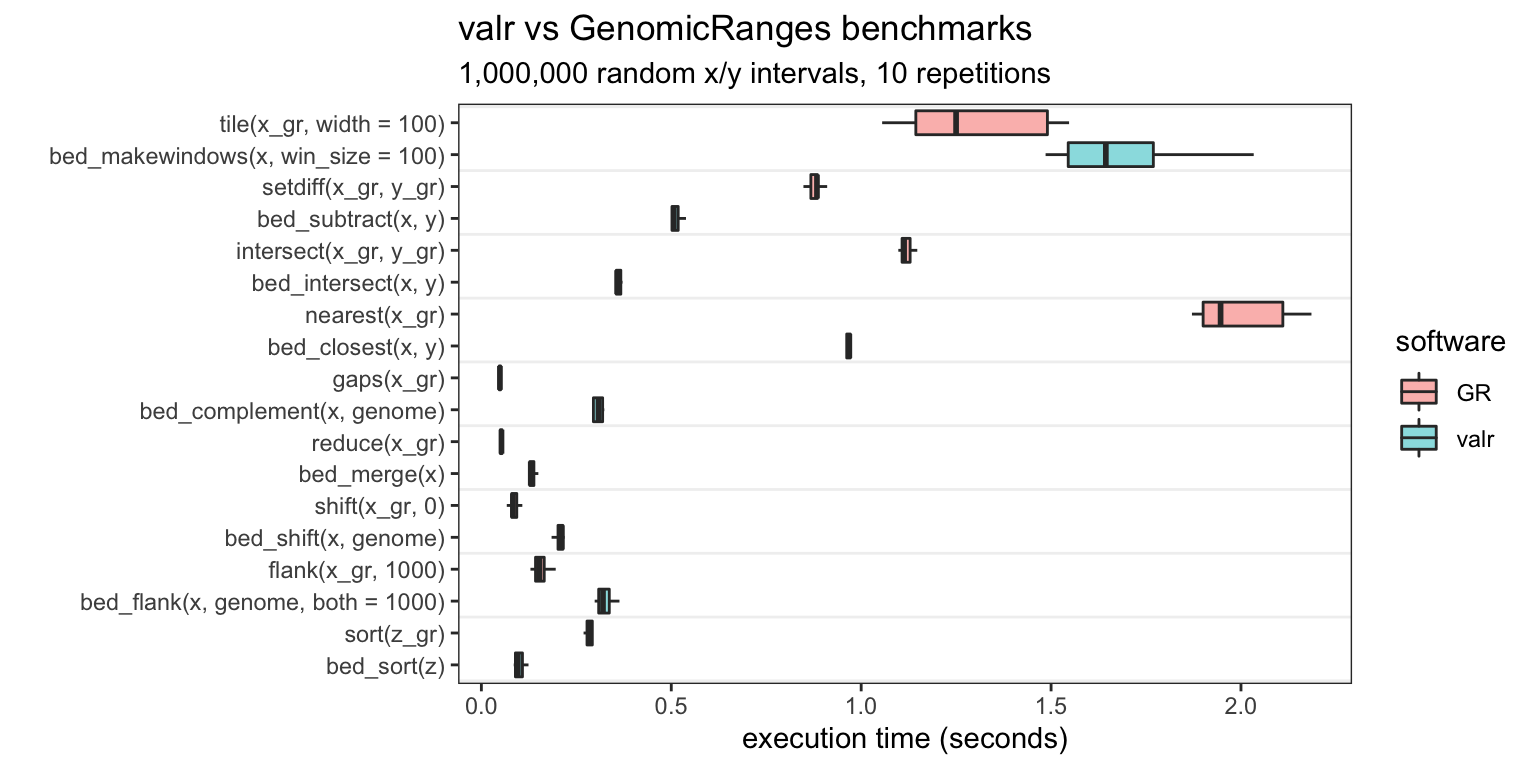 valr vs GenomicRanges benchmarks
1,000,000 random x/y intervals, 10 repetitions
tile(x_gr, width = 100)
bed_makewindows(x, win_size = 100)
setdiff(x_gr, y_gr)
bed_subtract(x, y)
intersect(x_gr, y_gr)
bed_intersect(x, y)
nearest(x_gr)
bed_closest(x, y)
gaps(x_gr)
bed_complement(x, genome)
reduce(x_gr)
bed_merge(x)
shift(x_gr, 0)
bed_shift(x, genome)
flank(x_gr, 1000)
bed_flank(x, genome, both = 1000)
sort(z_gr)
bed_sort(z)
0.0 0.5 1.0 1.5 2.0
execution time (seconds)
software
GR
valr